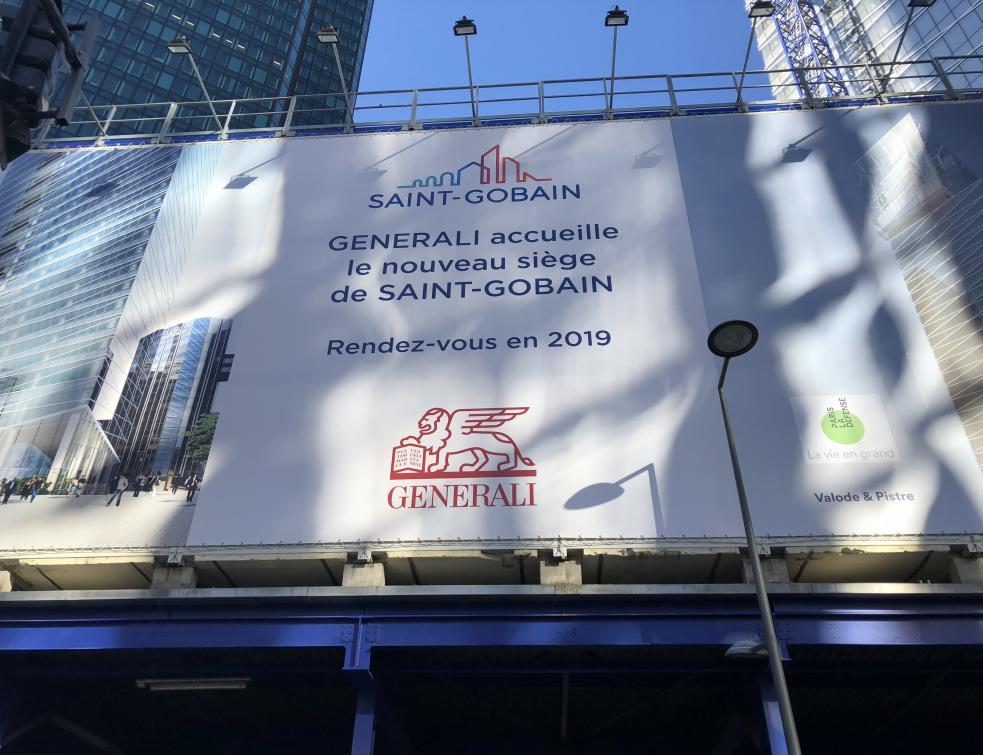 SAINT-GOBAIN
GENERALI accueille
le nouveau siège
de SAINT-GOBAIN
Rendez-vous en 2019
GENERALI
PARIS
LA
DEFENSE
La vie en grand
Valode & Pistre